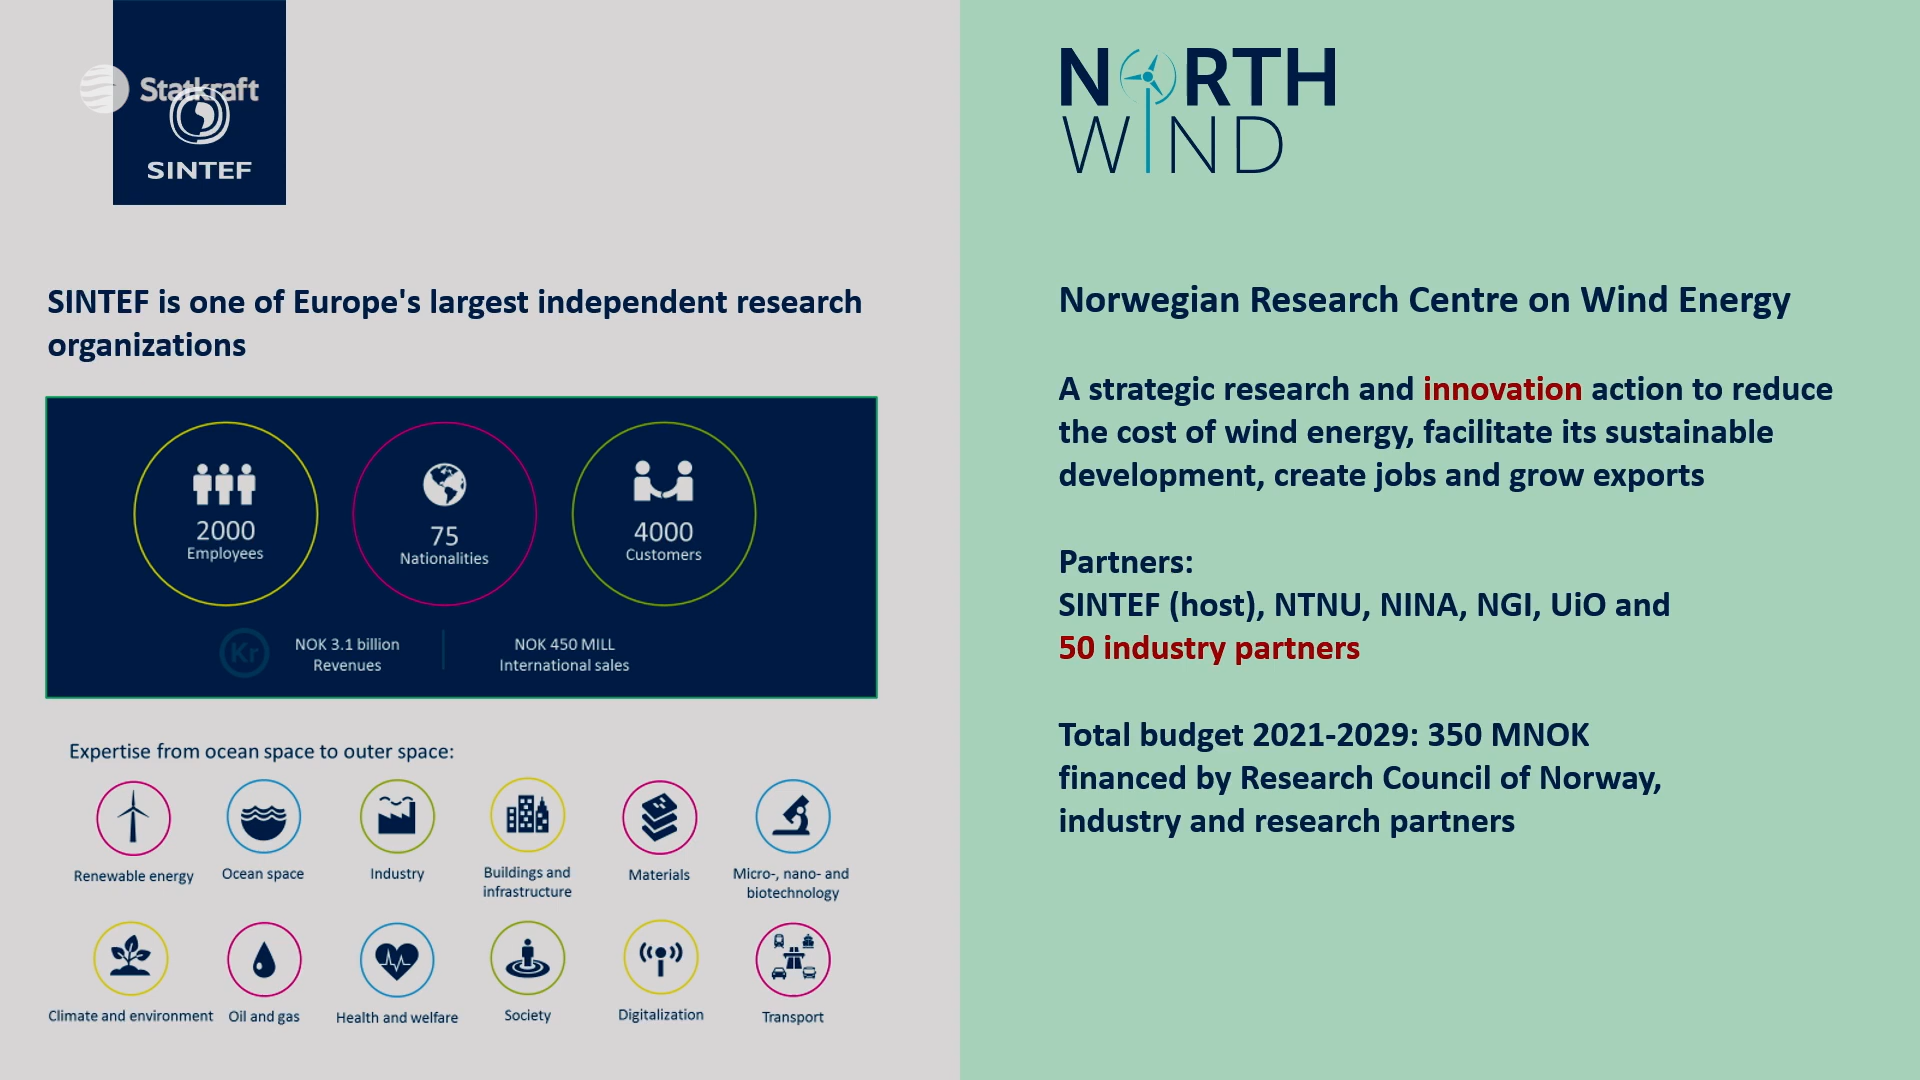 Statkraft
SINTEF
SINTEF is one of Europe's largest independent research
organizations
2000
Employees
75
Nationalities
4000
Customers
Kr
NOK 3.1 billion
Revenues
NOK 450 MILL
International sales
Expertise from ocean space to outer space:
Renewable energy
Ocean space
Industry
Buildings and
infrastructure
Materials
Micro-, nano- and
biotechnology
Climate and environment
Oil and gas
Health and welfare
Society
Digitalization
Transport
NORTH
WIND
Norwegian Research Centre on Wind Energy
A strategic research and innovation action to reduce
the cost of wind energy, facilitate its sustainable
development, create jobs and grow exports
Partners:
SINTEF (host), NTNU, NINA, NGI, UiO and
50 industry partners
Total budget 2021-2029: 350 MNOK
financed by Research Council of Norway,
industry and research partners